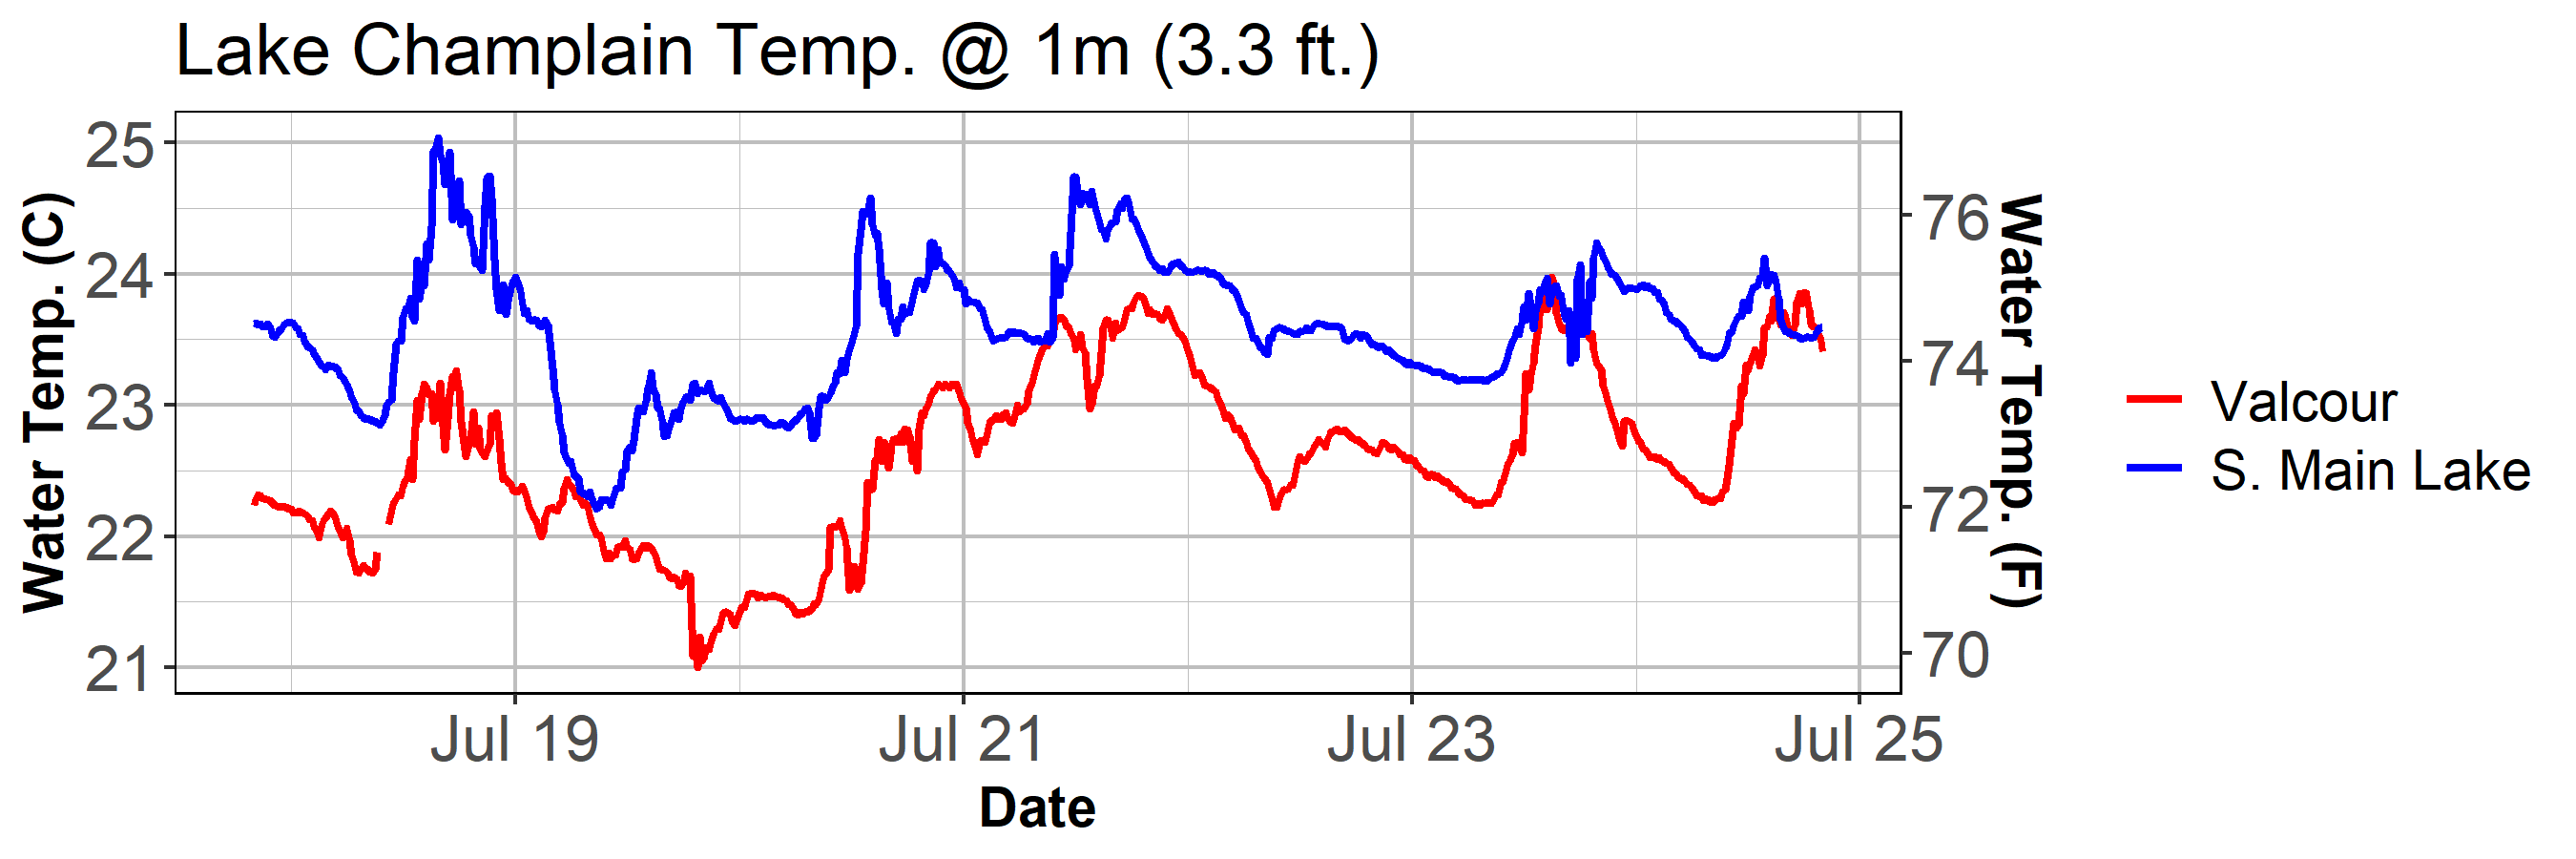 Lake Champlain Temp. @ 1m (3.3 ft.)
Water Temp. (C)
25
24
23
22
21
76
74
72
70
Water Temp. (F)
Jul 19
Jul 21
Jul 23
Jul 25
Date
Valcour
S. Main Lake